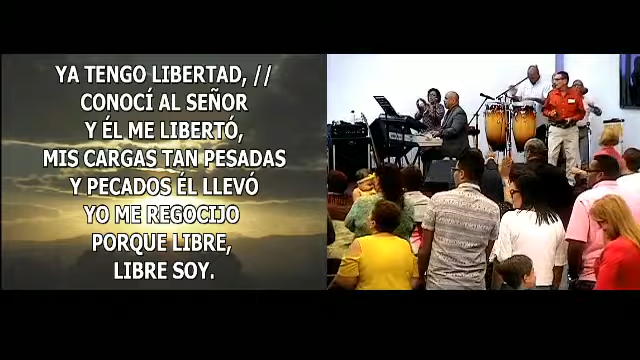 YA TENGO LIBERTAD, //
CONOCÍ AL SEÑOR
Y ÉL ME LIBERTÓ,
MIS CARGAS TAN PESADAS
Y PECADOS ÉL LLEVÓ
YO ME REGOCIJO
PORQUE LIBRE,
LIBRE SOY.